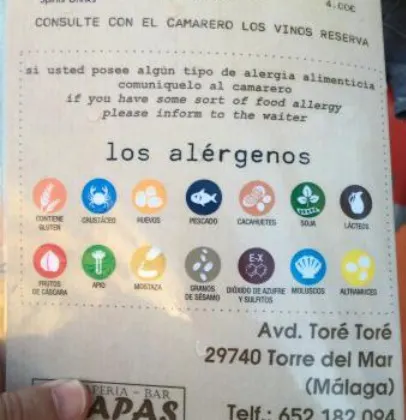 4.00€
CONSULTE CON EL CAMARERO LOS VINOS RESERVA
si usted posee algún tipo de alergia alimenticia
comuníquelo al camarero
if you have some sort of food allergy
please inform to the waiter
los alérgenos
CONTIENE GLUTEN CRUSTÁCEO HUEVOS PESCADO CACAHUETES SOJA LÁCTEOS
E-X
FRUTOS DE CÁSCARA APIO MOSTAZA GRANOS DE SÉSAMO DIÓXIDO DE AZUFRE Y SULFITOS MOLUSCOS ALTRAMUCES
Avd. Toré Toré
29740 Torre del Mar
(Málaga)
Telf.: 652 182 094
APERIA - BAR
APAS